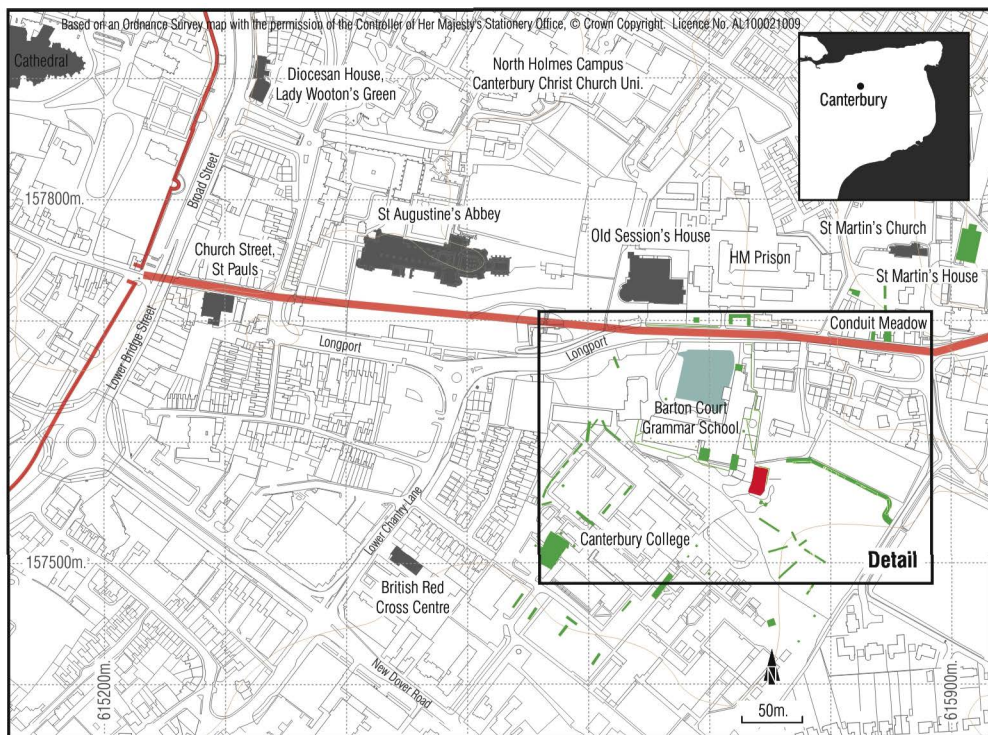 Based on an Ordnance Survey map with the permission of the Controller of Her Majesty's Stationery Office, © Crown Copyright. Licence No. AL100021009
Cathedral
Diocesan House,
Lady Wooton's Green
North Holmes Campus
Canterbury Christ Church Uni.
Canterbury
157800m.
Broad Street
St Augustine's Abbey
Church Street,
St Pauls
Old Session's House
HM Prison
St Martin's Church
St Martin's House
Conduit Meadow
Lower Bridge Street
Longport
Longport
Barton Court
Grammar School
Lower Chantry Lane
Canterbury College
Detail
157500m.
British Red
Cross Centre
New Dover Road
615200m.
615900m.
N
50m.